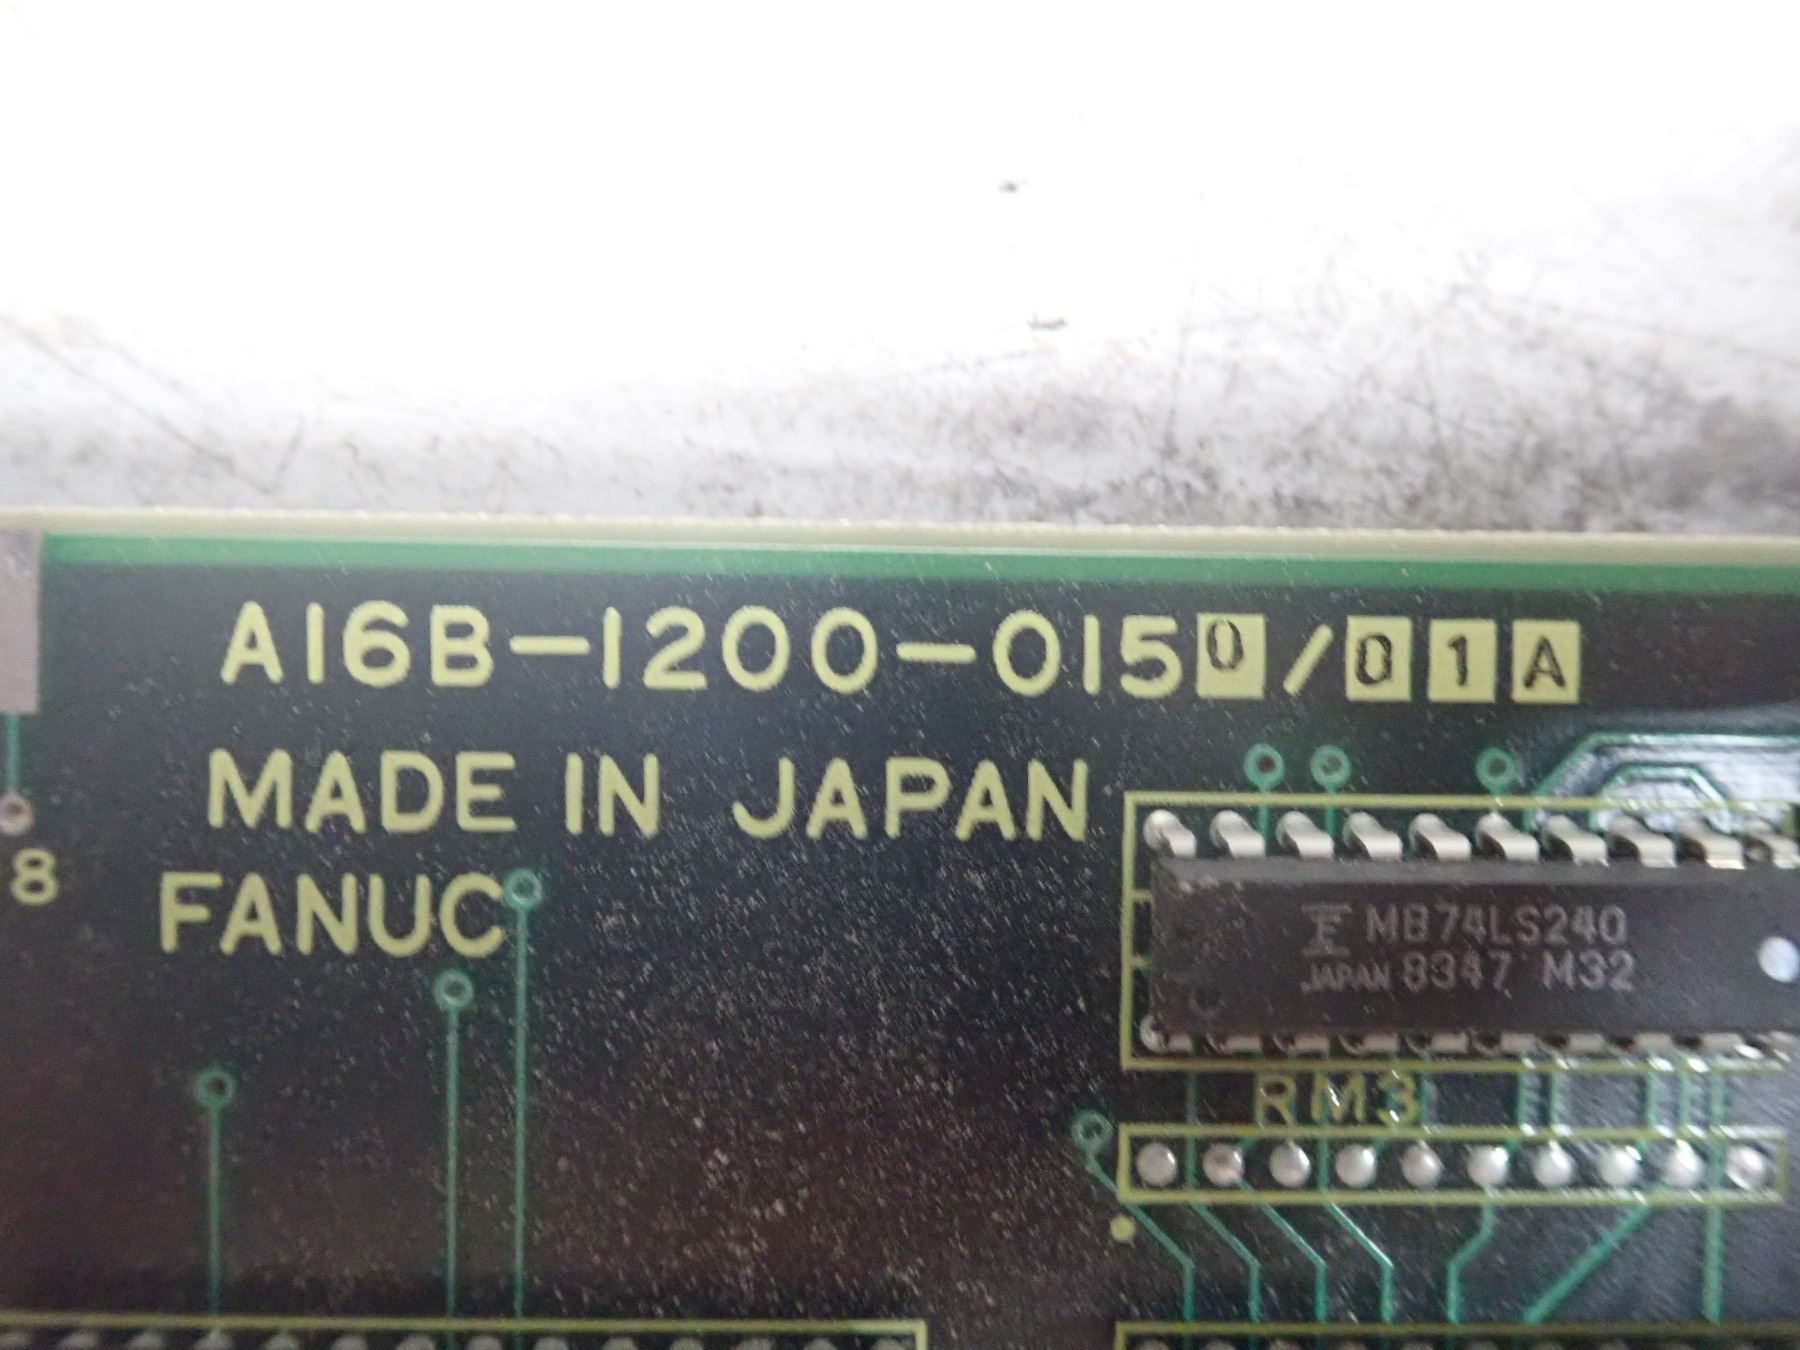 A16B-1200-0150/01A
MADE IN JAPAN
8
FANUC
MB74LS240
JAPAN 8347 M32
RM3